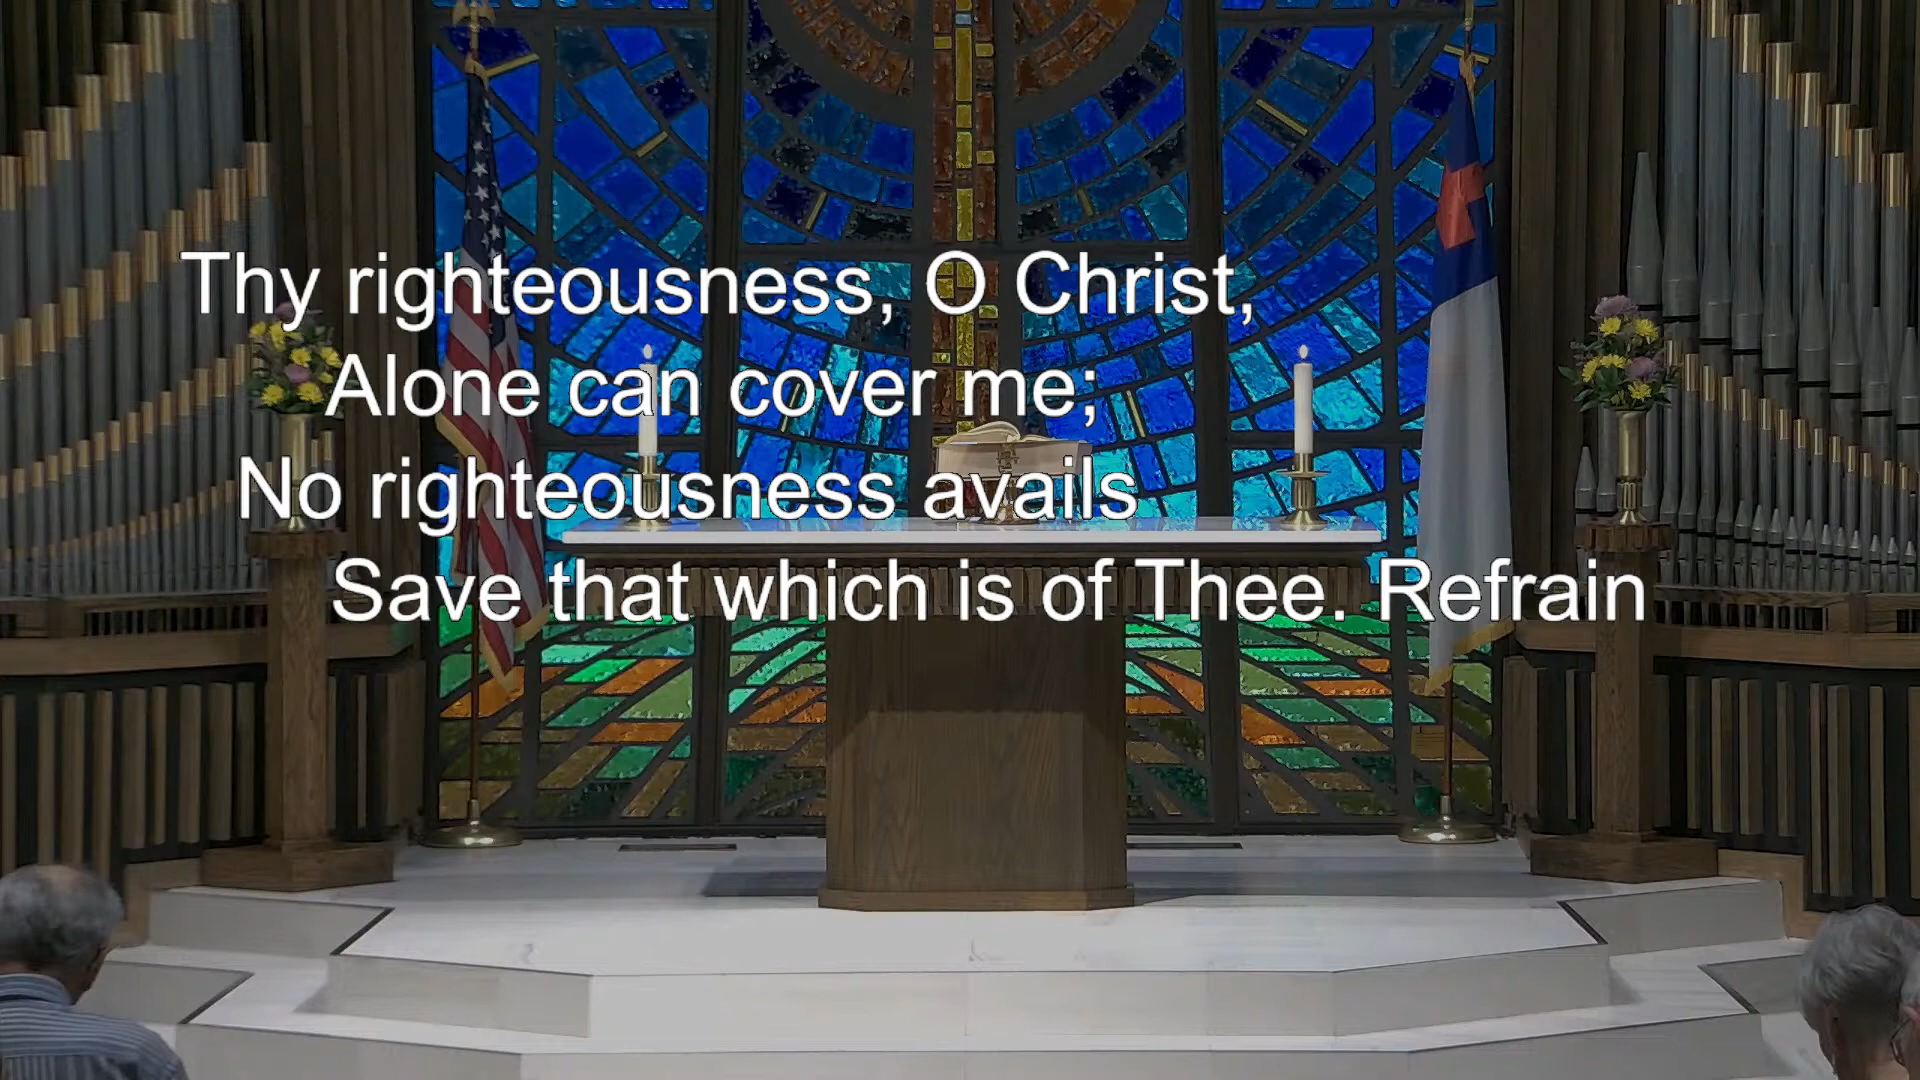 Thy righteousness, O Christ,
Alone can cover me;
No righteousness avails
Save that which is of Thee. Refrain